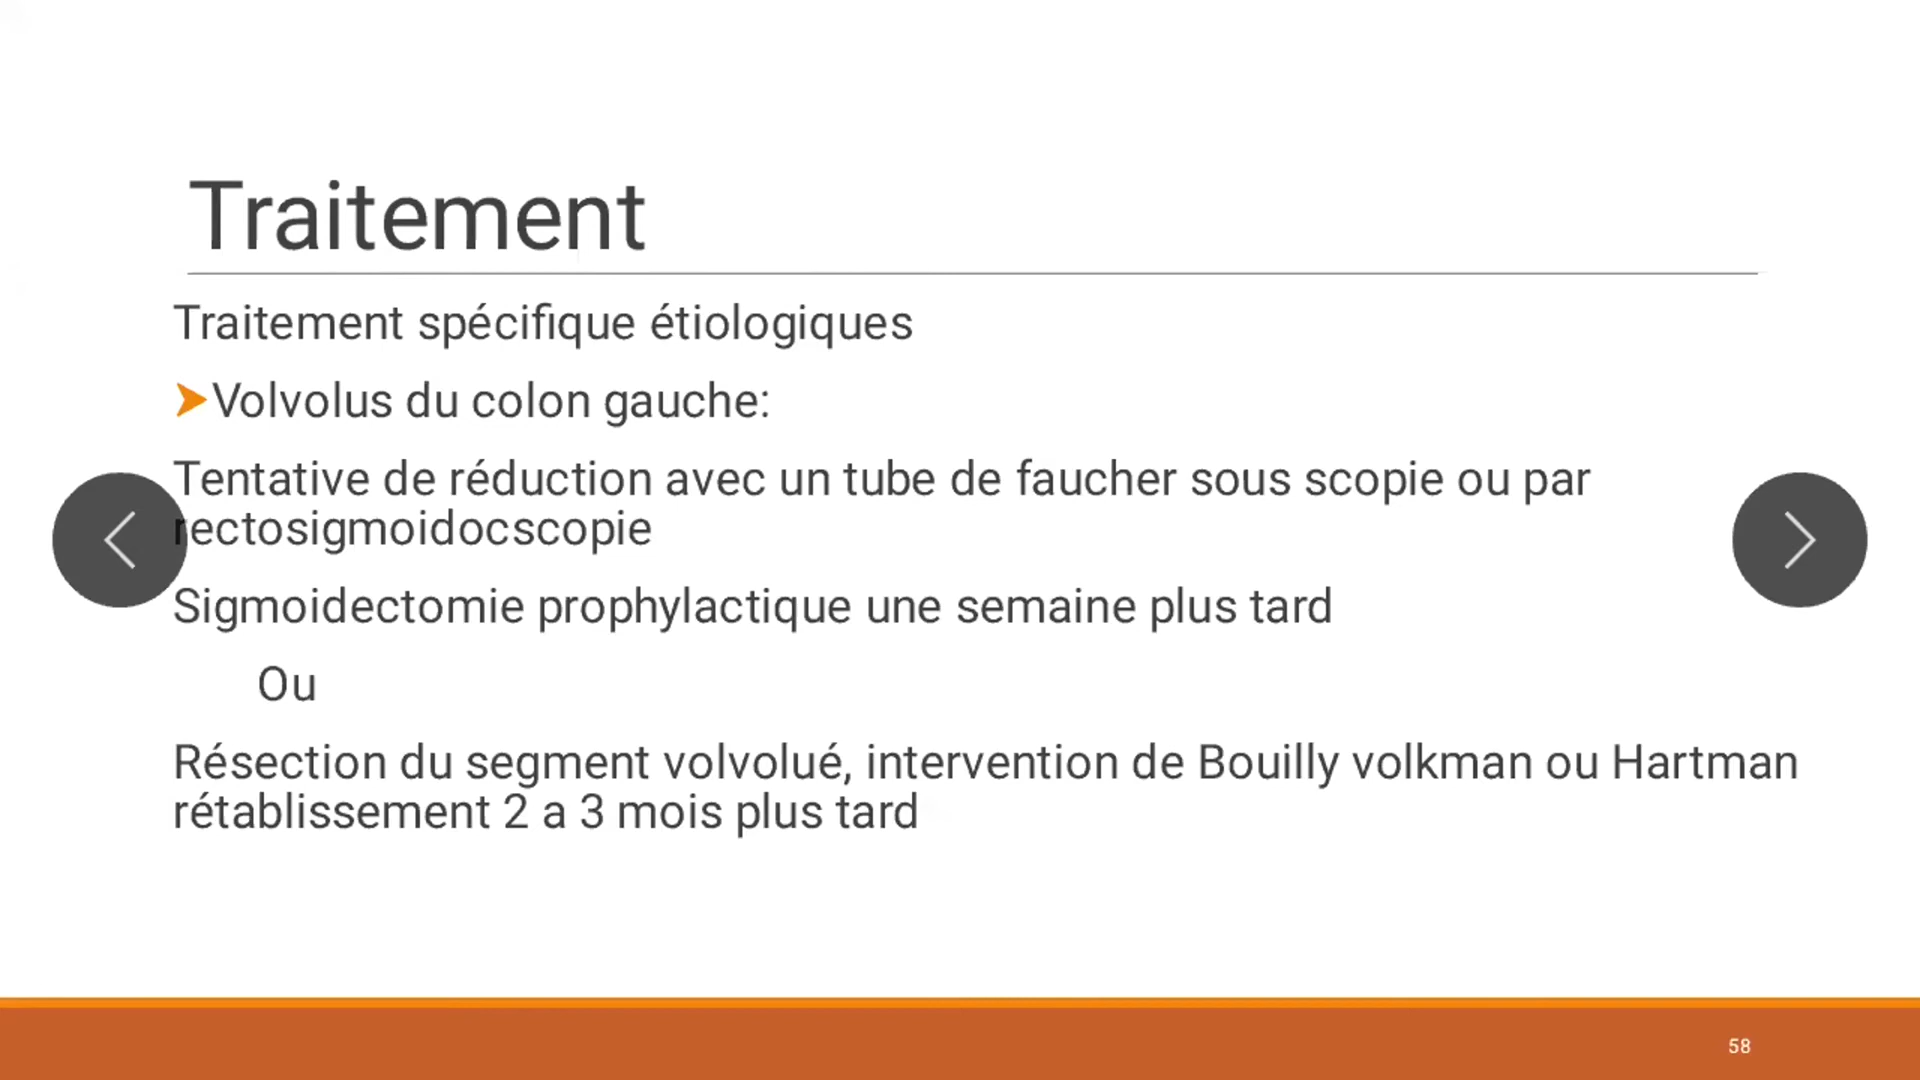 Traitement
Traitement spécifique étiologiques
➤Volvolus du colon gauche:
Tentative de réduction avec un tube de faucher sous scopie ou par
rectosigmoidocscopie
Sigmoidectomie prophylactique une semaine plus tard
Ou
Résection du segment volvolué, intervention de Bouilly volkman ou Hartman
rétablissement 2 a 3 mois plus tard
58